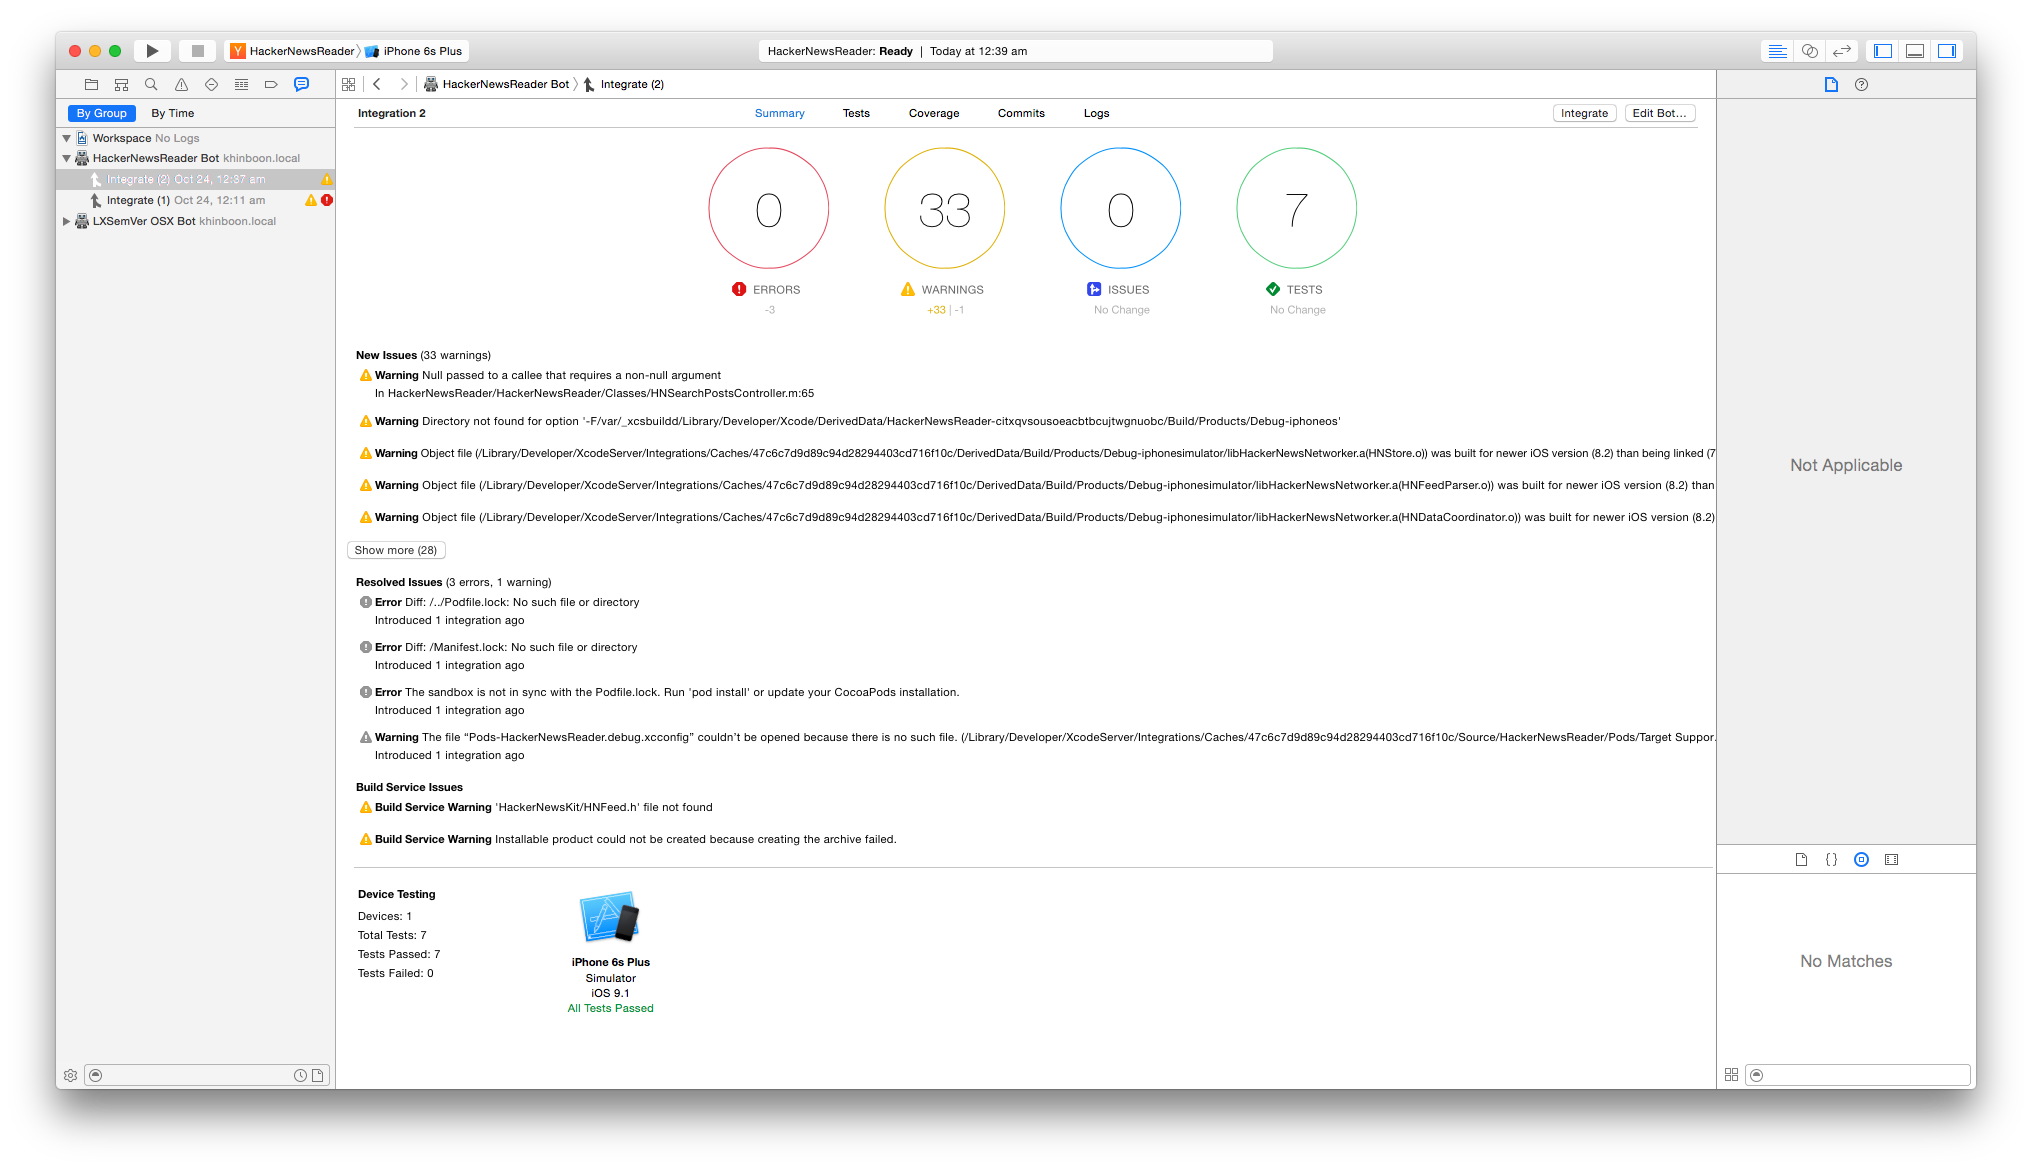 HackerNewsReader iPhone 6s Plus
HackerNewsReader: Ready | Today at 12:39 am
HackerNewsReader Bot Integrate (2)
By Group By Time
Workspace No Logs
HackerNewsReader Bot khinboon.local
Integrate (2) Oct 24, 12:37 am
Integrate (1) Oct 24, 12:11 am
LXSemVer OSX Bot khinboon.local
Integration 2
Summary Tests Coverage Commits Logs
Integrate Edit Bot...
0 33 0 7
ERRORS WARNINGS ISSUES TESTS
-3 +33 | -1 No Change No Change
New Issues (33 warnings)
Warning Null passed to a callee that requires a non-null argument
In HackerNewsReader/HackerNewsReader/Classes/HNSearchPostsController.m:65
Warning Directory not found for option '-F/var/_xcsbuildd/Library/Developer/Xcode/DerivedData/HackerNewsReader-citxqvsousoeacbtbcujtwgnuobc/Build/Products/Debug-iphoneos'
Warning Object file (/Library/Developer/XcodeServer/Integrations/Caches/47c6c7d9d89c94d28294403cd716f10c/DerivedData/Build/Products/Debug-iphonesimulator/libHackerNewsNetworker.a(HNStore.o)) was built for newer iOS version (8.2) than being linked (7
Warning Object file (/Library/Developer/XcodeServer/Integrations/Caches/47c6c7d9d89c94d28294403cd716f10c/DerivedData/Build/Products/Debug-iphonesimulator/libHackerNewsNetworker.a(HNFeedParser.o)) was built for newer iOS version (8.2) than
Warning Object file (/Library/Developer/XcodeServer/Integrations/Caches/47c6c7d9d89c94d28294403cd716f10c/DerivedData/Build/Products/Debug-iphonesimulator/libHackerNewsNetworker.a(HNDataCoordinator.o)) was built for newer iOS version (8.2)
Show more (28)
Resolved Issues (3 errors, 1 warning)
Error Diff: /../Podfile.lock: No such file or directory
Introduced 1 integration ago
Error Diff: /Manifest.lock: No such file or directory
Introduced 1 integration ago
Error The sandbox is not in sync with the Podfile.lock. Run 'pod install' or update your CocoaPods installation.
Introduced 1 integration ago
Warning The file “Pods-HackerNewsReader.debug.xcconfig” couldn’t be opened because there is no such file. (/Library/Developer/XcodeServer/Integrations/Caches/47c6c7d9d89c94d28294403cd716f10c/Source/HackerNewsReader/Pods/Target Suppor.
Introduced 1 integration ago
Build Service Issues
Build Service Warning 'HackerNewsKit/HNFeed.h' file not found
Build Service Warning Installable product could not be created because creating the archive failed.
Device Testing
Devices: 1
Total Tests: 7
Tests Passed: 7
Tests Failed: 0
iPhone 6s Plus
Simulator
iOS 9.1
All Tests Passed
Not Applicable
No Matches